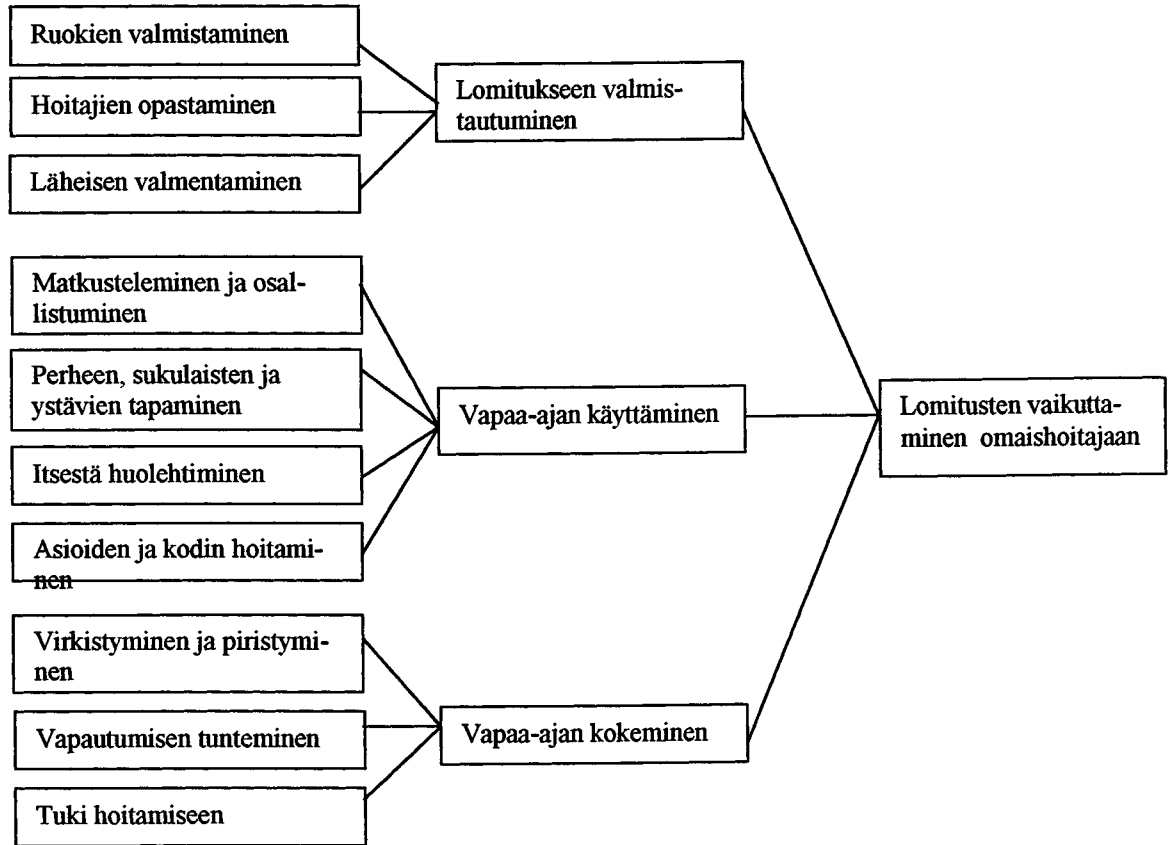 Ruokien valmistaminen
Hoitajien opastaminen
Läheisen valmentaminen
Lomitukseen valmis-
tautuminen
Matkusteleminen ja osal-
listuminen
Perheen, sukulaisten ja
ystävien tapaminen
Itsestä huolehtiminen
Asioiden ja kodin hoitami-
nen
Vapaa-ajan käyttäminen
Virkistyminen ja piristymi-
nen
Vapautumisen tunteminen
Tuki hoitamiseen
Vapaa-ajan kokeminen
Lomitusten vaikutta-
minen omaishoitajaan